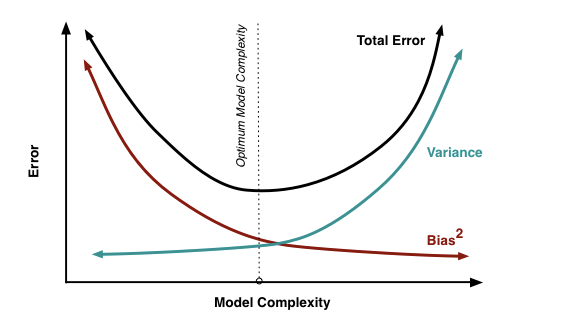 Total Error
Optimum Model Complexity
Variance
Error
Bias²
Model Complexity